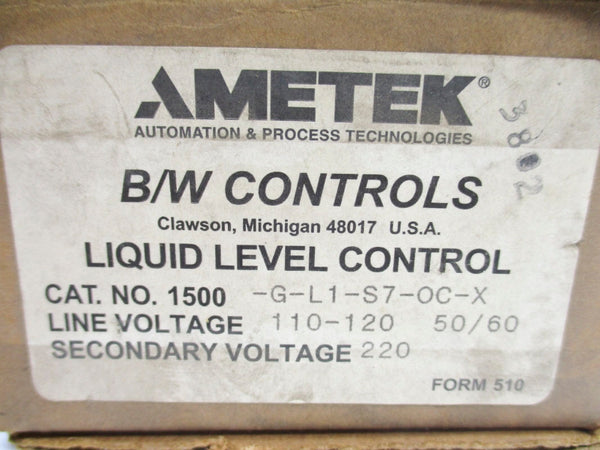 AMETEK®
AUTOMATION & PROCESS TECHNOLOGIES
B/W CONTROLS
Clawson, Michigan 48017 U.S.A.
LIQUID LEVEL CONTROL
CAT. NO. 1500 -G-L1-S7-OC-X
LINE VOLTAGE 110-120 50/60
SECONDARY VOLTAGE 220
FORM 510